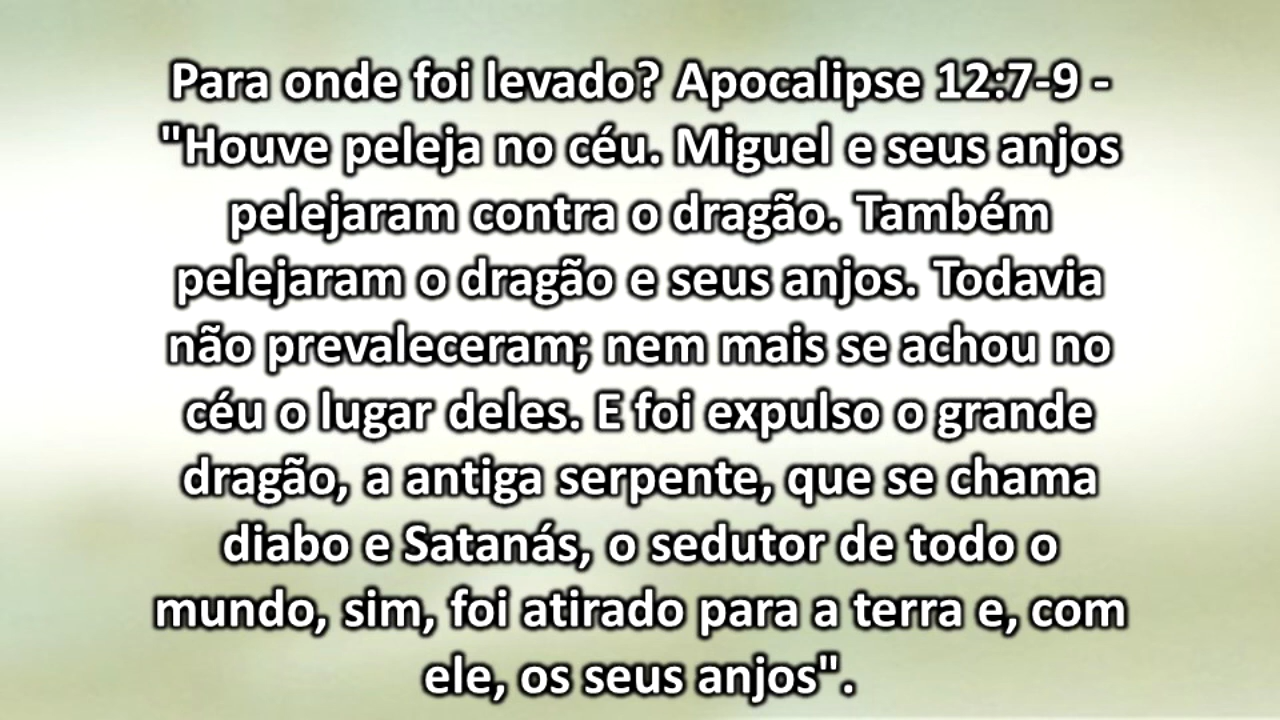 Para onde foi levado? Apocalipse 12:7-9 -
"Houve peleja no céu. Miguel e seus anjos
pelejaram contra o dragão. Também
pelejaram o dragão e seus anjos. Todavia
não prevaleceram; nem mais se achou no
céu o lugar deles. E foi expulso o grande
dragão, a antiga serpente, que se chama
diabo e Satanás, o sedutor de todo o
mundo, sim, foi atirado para a terra e, com
ele, os seus anjos".